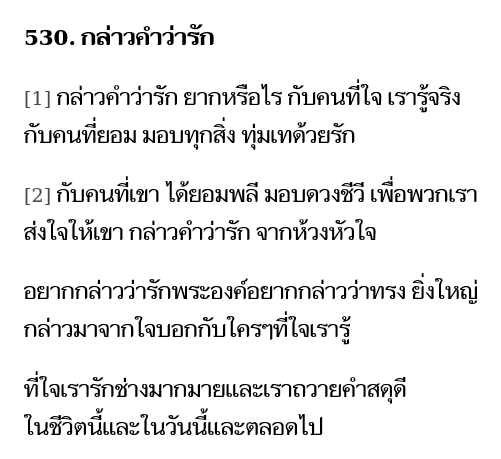 530. กล่าวคำว่ารัก
[1] กล่าวคำว่ารัก ยากหรือไร กับคนที่ใจ เรารู้จริง
กับคนที่ยอม มอบทุกสิ่ง ทุ่มเทด้วยรัก
[2] กับคนที่เขา ได้ยอมพลี มอบดวงชีวี เพื่อพวกเรา
ส่งใจให้เขา กล่าวคำว่ารัก จากห้วงหัวใจ
อยากกล่าวว่ารักพระองค์อยากกล่าวว่าทรง ยิ่งใหญ่
กล่าวมาจากใจบอกกับใครๆที่ใจเรารู้
ที่ใจเรารักช่างมากมายและเราถวายคำสดุดี
ในชีวิตนี้และในวันนี้และตลอดไป